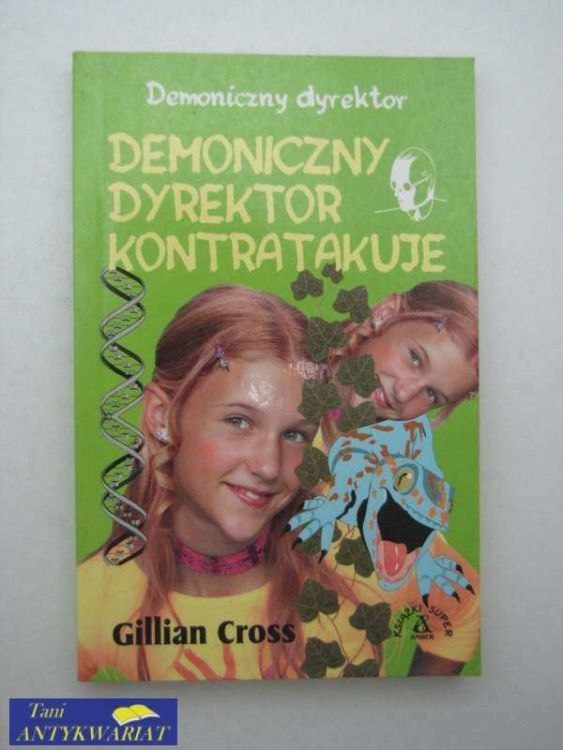 Demoniczny dyrektor
DEMONICZNY
DYREKTOR
KONTRATAKUJE
Gillian Cross
KSIĄŻKI SUPER
AMBER
Tani
ANTYKWARIAT